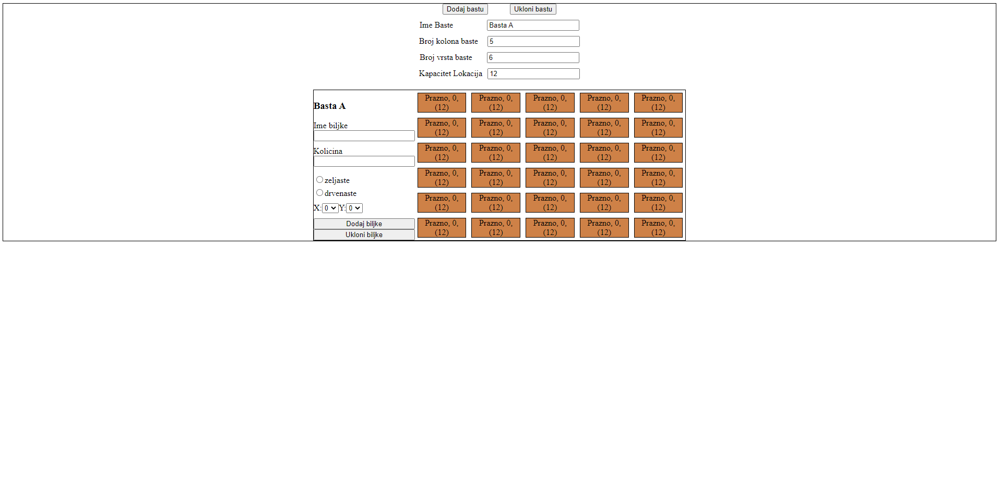 Dodaj bastu Ukloni bastu
Ime Baste Basta A
Broj kolona baste 5
Broj vrsta baste 6
Kapacitet Lokacija 12
Basta A
Ime biljke
Kolicina
zeljaste
drvenaste
X: 0 Y: 0
Dodaj biljke
Ukloni biljke
Prazno, 0, Prazno, 0, Prazno, 0, Prazno, 0, Prazno, 0,
(12) (12) (12) (12) (12)
Prazno, 0, Prazno, 0, Prazno, 0, Prazno, 0, Prazno, 0,
(12) (12) (12) (12) (12)
Prazno, 0, Prazno, 0, Prazno, 0, Prazno, 0, Prazno, 0,
(12) (12) (12) (12) (12)
Prazno, 0, Prazno, 0, Prazno, 0, Prazno, 0, Prazno, 0,
(12) (12) (12) (12) (12)
Prazno, 0, Prazno, 0, Prazno, 0, Prazno, 0, Prazno, 0,
(12) (12) (12) (12) (12)
Prazno, 0, Prazno, 0, Prazno, 0, Prazno, 0, Prazno, 0,
(12) (12) (12) (12) (12)